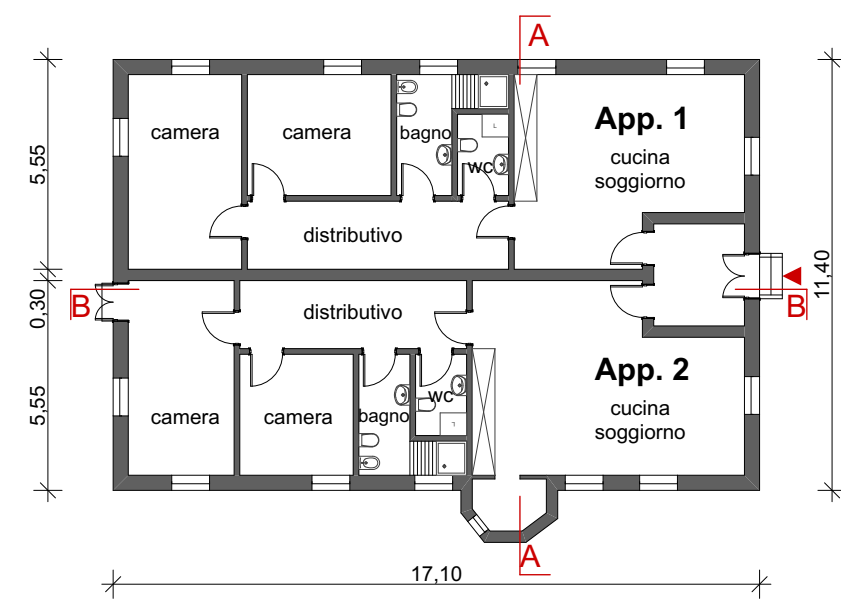 A
App. 1
cucina
soggiorno
camera
camera
bagno
wc
distributivo
5,55
0,30
5,55
11,40
B
B
distributivo
App. 2
cucina
soggiorno
camera
camera
bagno
wc
A
17,10